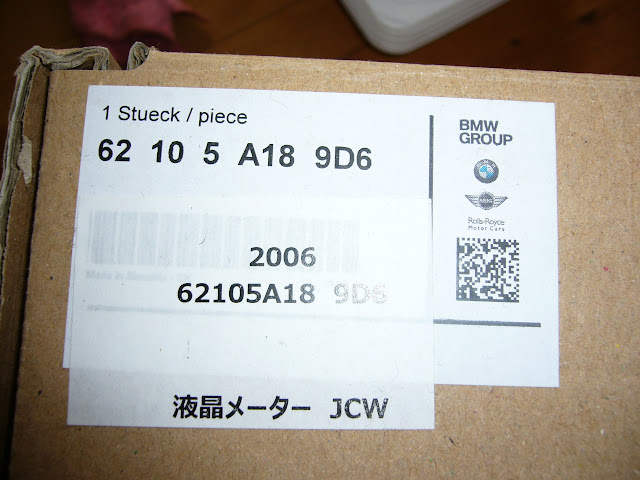 1 Stueck / piece
62 10 5 A18 9D6
BMW
GROUP
MINI
Rolls-Royce
Motor Cars
2006
62105A18 9D6
液晶メーター JCW